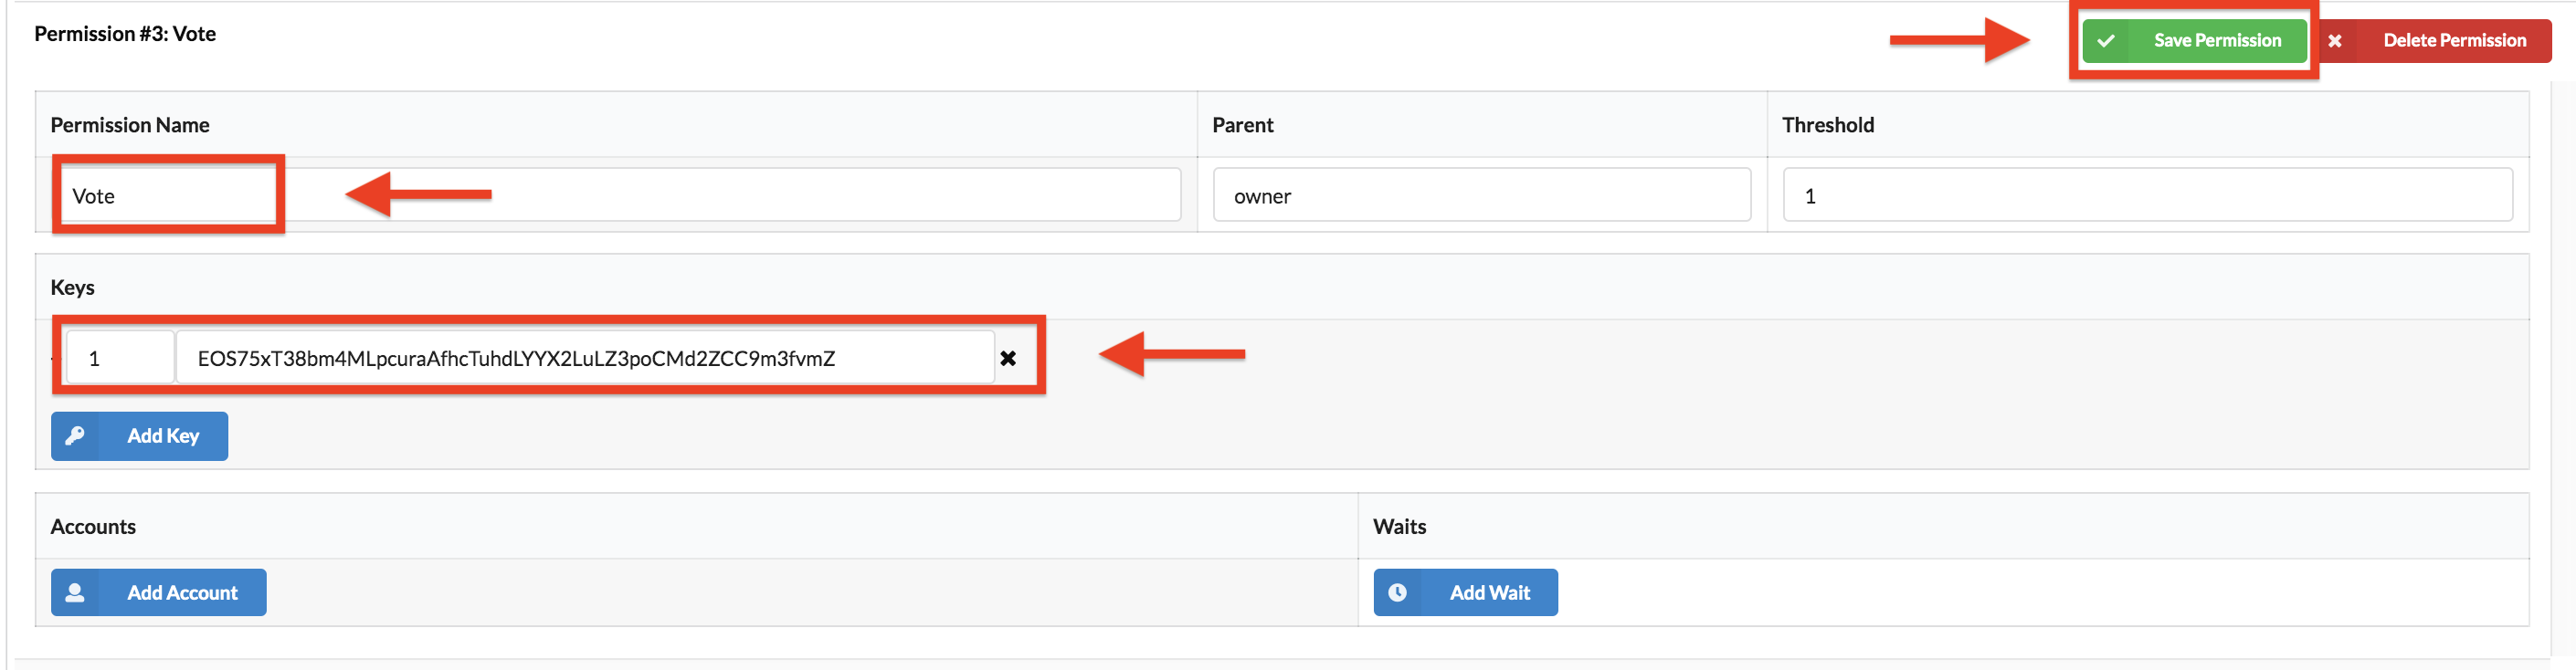 Permission #3: Vote
Save Permission
Delete Permission
Permission Name
Parent
Threshold
Vote
owner
1
Keys
1
EOS75xT38bm4MLpcuraAfhcTuhdLYYX2LuLZ3poCMd2ZCC9m3fvmZ
Add Key
Accounts
Waits
Add Account
Add Wait